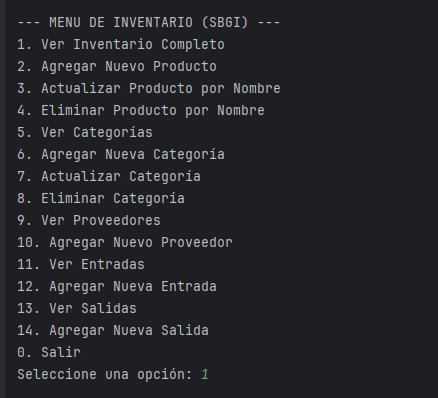 --- MENU DE INVENTARIO (SBGI) ---
1. Ver Inventario Completo
2. Agregar Nuevo Producto
3. Actualizar Producto por Nombre
4. Eliminar Producto por Nombre
5. Ver Categorías
6. Agregar Nueva Categoría
7. Actualizar Categoría
8. Eliminar Categoría
9. Ver Proveedores
10. Agregar Nuevo Proveedor
11. Ver Entradas
12. Agregar Nueva Entrada
13. Ver Salidas
14. Agregar Nueva Salida
0. Salir
Seleccione una opción: 1